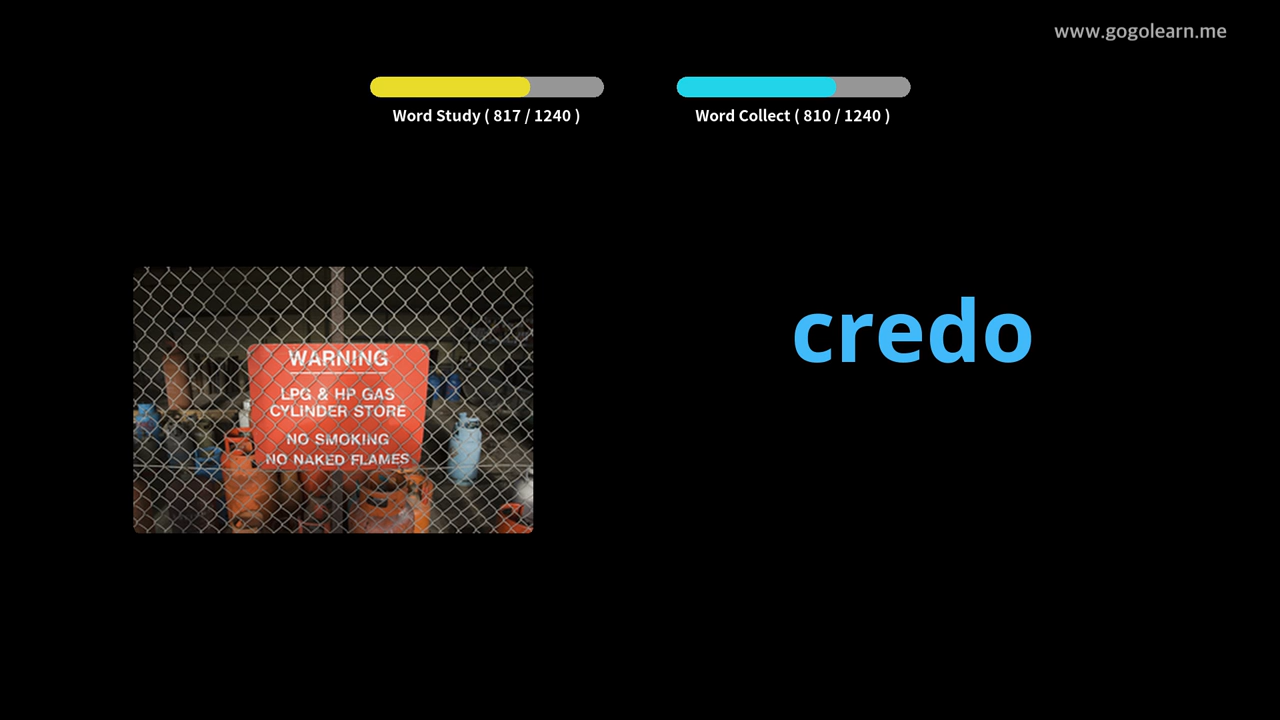 www.gogolearn.me
Word Study ( 817 / 1240 )
Word Collect ( 810 / 1240 )
credo
WARNING
LPG & HP GAS
CYLINDER STORE
NO SMOKING
NO NAKED FLAMES